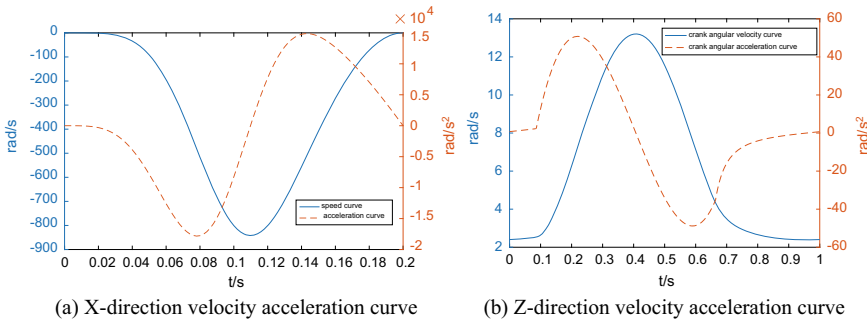 × 10⁴
0
-100
-200
-300
-400
-500
-600
-700
-800
-900
rad/s
1.5
1
0.5
0
-0.5
-1
-1.5
-2
rad/s²
speed curve
acceleration curve
0 0.02 0.04 0.06 0.08 0.1 0.12 0.14 0.16 0.18 0.2
t/s
(a) X-direction velocity acceleration curve
14
12
10
8
6
4
2
rad/s
60
40
20
0
-20
-40
-60
rad/s²
crank angular velocity curve
crank angular acceleration curve
0 0.1 0.2 0.3 0.4 0.5 0.6 0.7 0.8 0.9 1
t/s
(b) Z-direction velocity acceleration curve